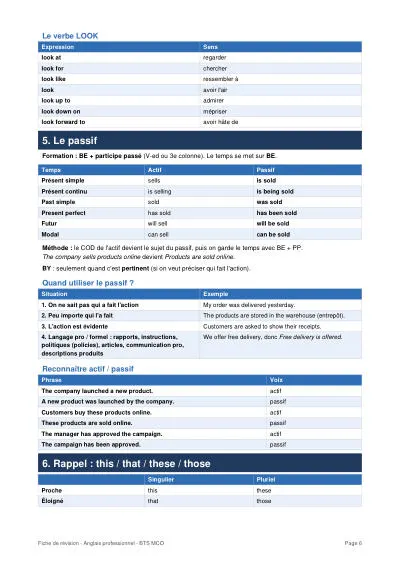 Le verbe LOOK
Expression Sens
look at regarder
look for chercher
look like ressembler à
look avoir l'air
look up to admirer
look down on mépriser
look forward to avoir hâte de
5. Le passif
Formation : BE + participe passé (V-ed ou 3e colonne). Le temps se met sur BE.
Temps Actif Passif
Présent simple sells is sold
Présent continu is selling is being sold
Past simple sold was sold
Present perfect has sold has been sold
Futur will sell will be sold
Modal can sell can be sold
Méthode : le COD de l'actif devient le sujet du passif, puis on garde le temps avec BE + PP.
The company sells products online devient Products are sold online.
BY : seulement quand c'est pertinent (si on veut préciser qui fait l'action).
Quand utiliser le passif ?
Situation Exemple
1. On ne sait pas qui a fait l'action My order was delivered yesterday.
2. Peu importe qui l'a fait The products are stored in the warehouse (entrepôt).
3. L'action est évidente Customers are asked to show their receipts.
4. Langage pro / formel : rapports, instructions, We offer free delivery, donc Free delivery is offered.
politiques (policies), articles, communication pro,
descriptions produits
Reconnaître actif / passif
Phrase Voix
The company launched a new product. actif
A new product was launched by the company. passif
Customers buy these products online. actif
These products are sold online. passif
The manager has approved the campaign. actif
The campaign has been approved. passif
6. Rappel : this / that / these / those
Singulier Pluriel
Proche this these
Éloigné that those
Fiche de révision - Anglais professionnel - BTS MCO Page 6